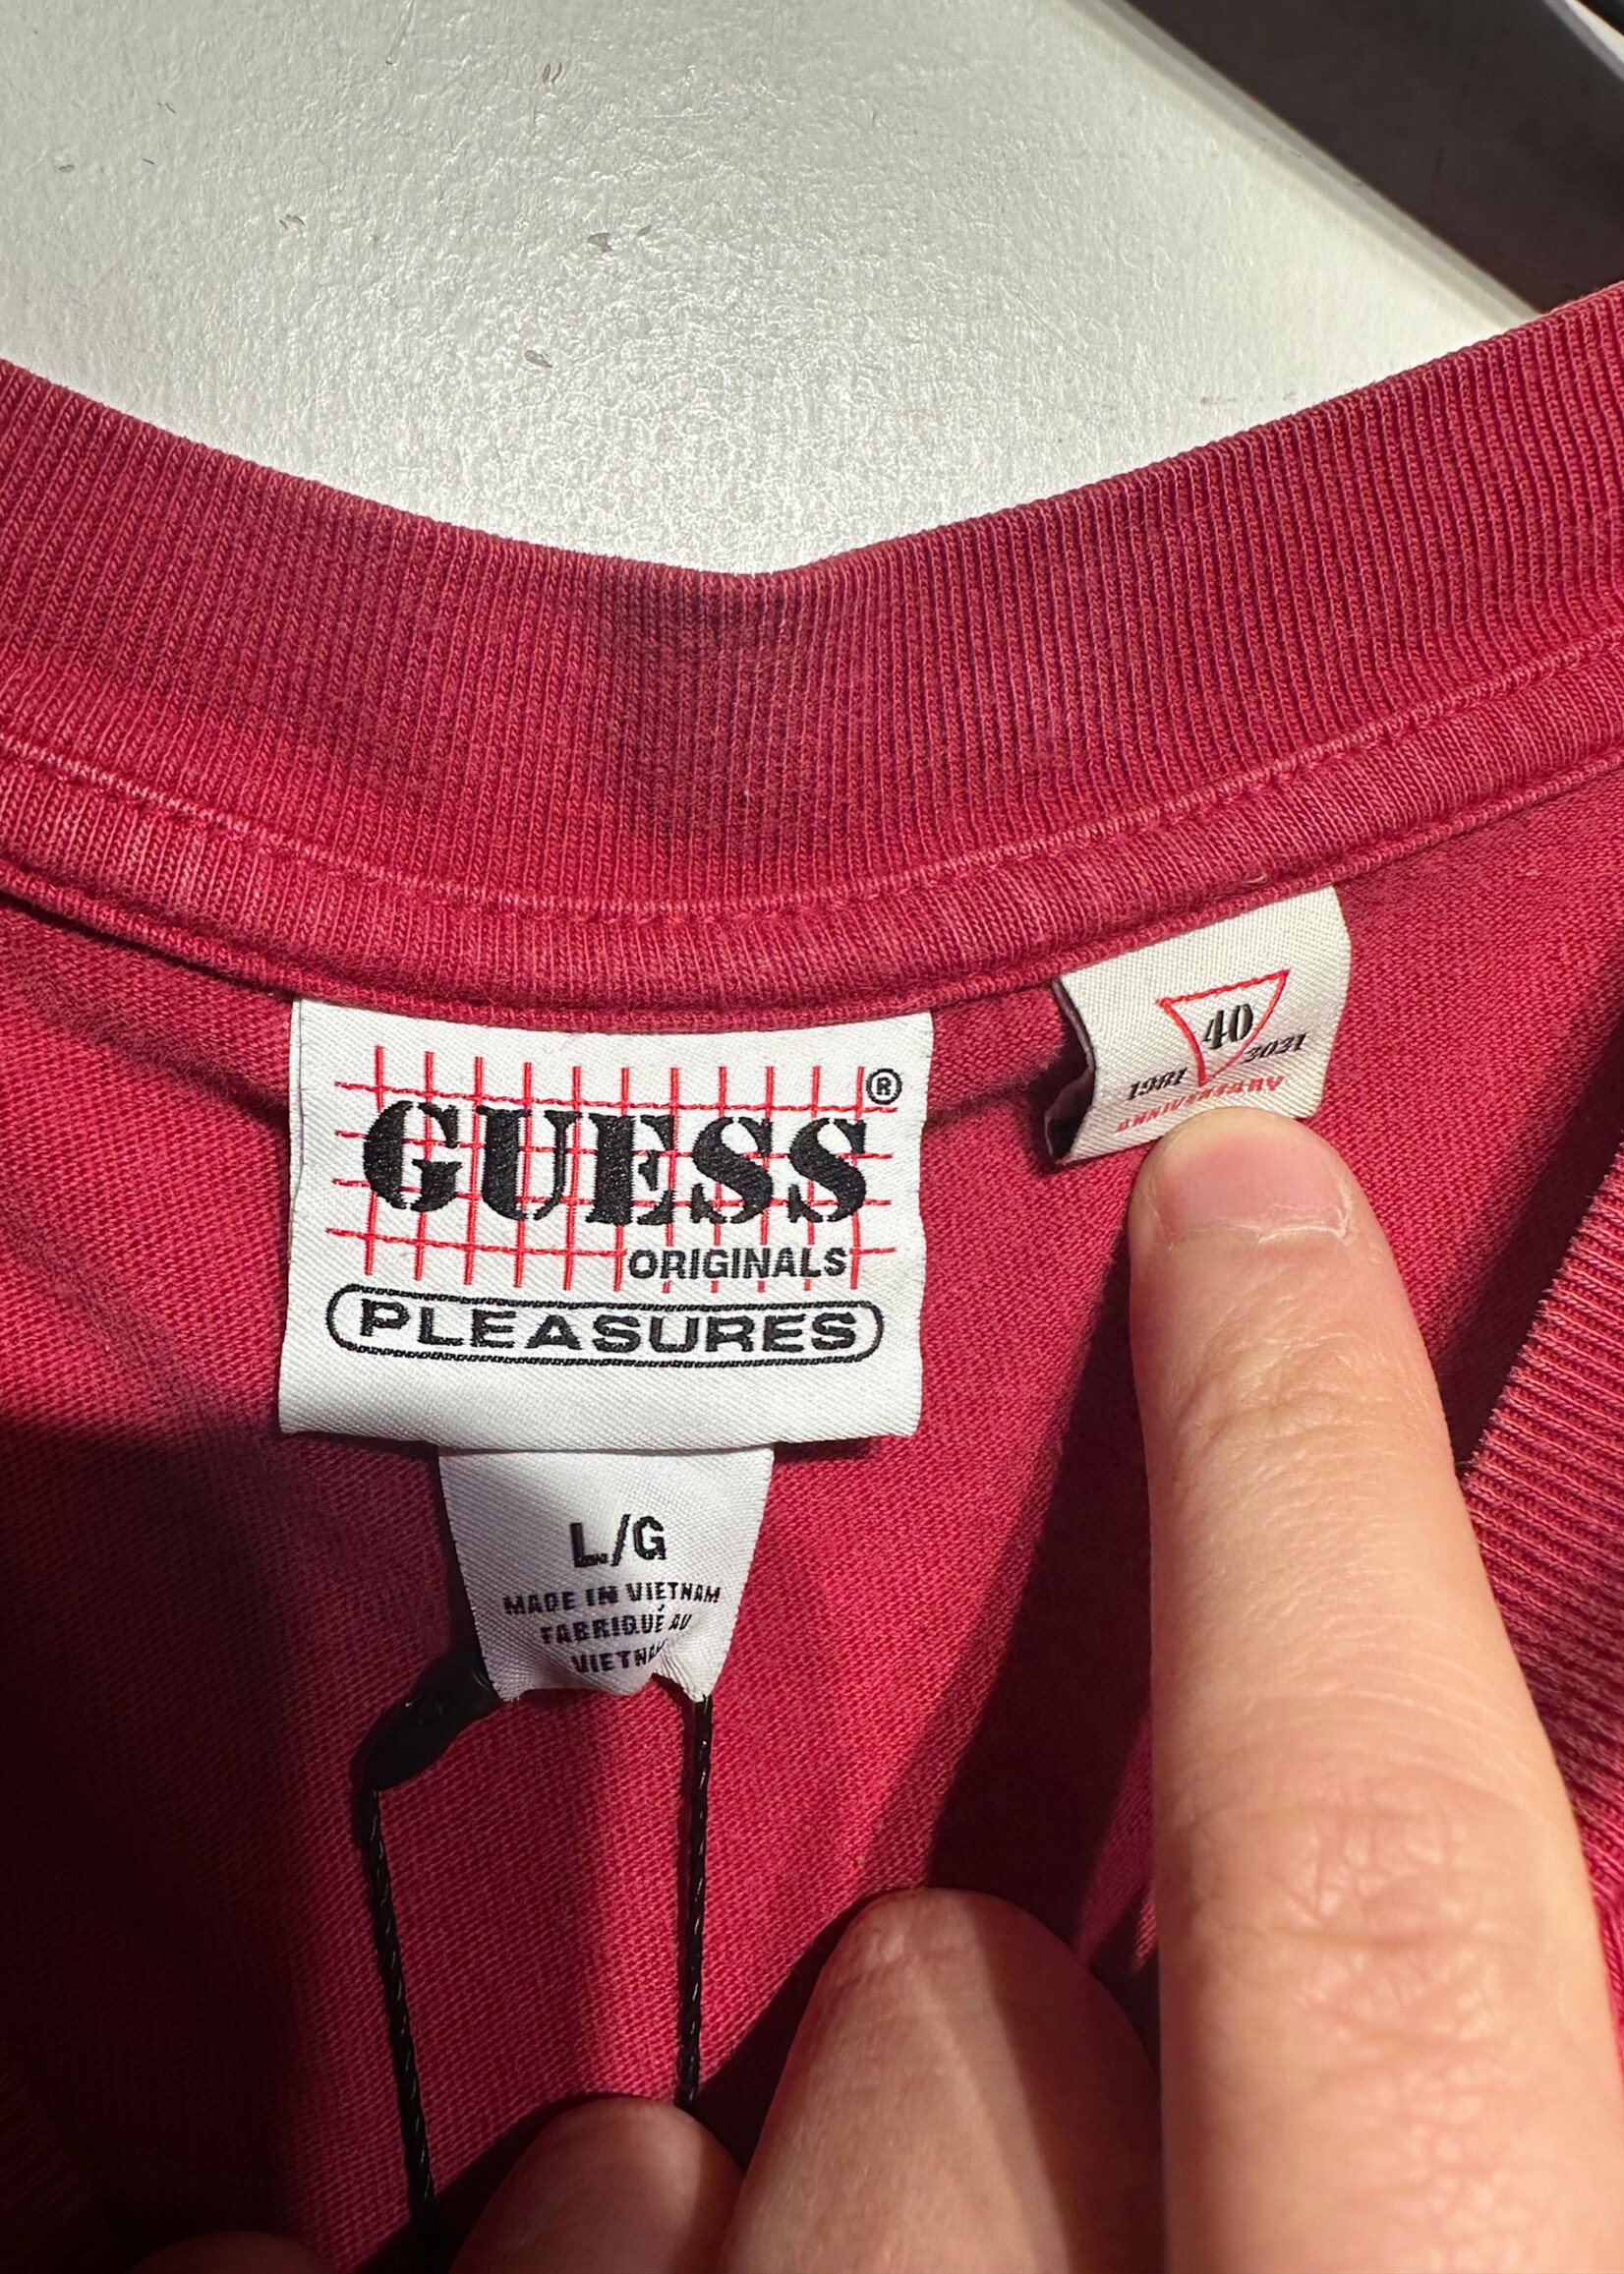 GUESS®
ORIGINALS
PLEASURES
L/G
MADE IN VIETNAM
FABRIQUÉ AU
VIETNAM
40
1981 2021
ANNIVERSARY